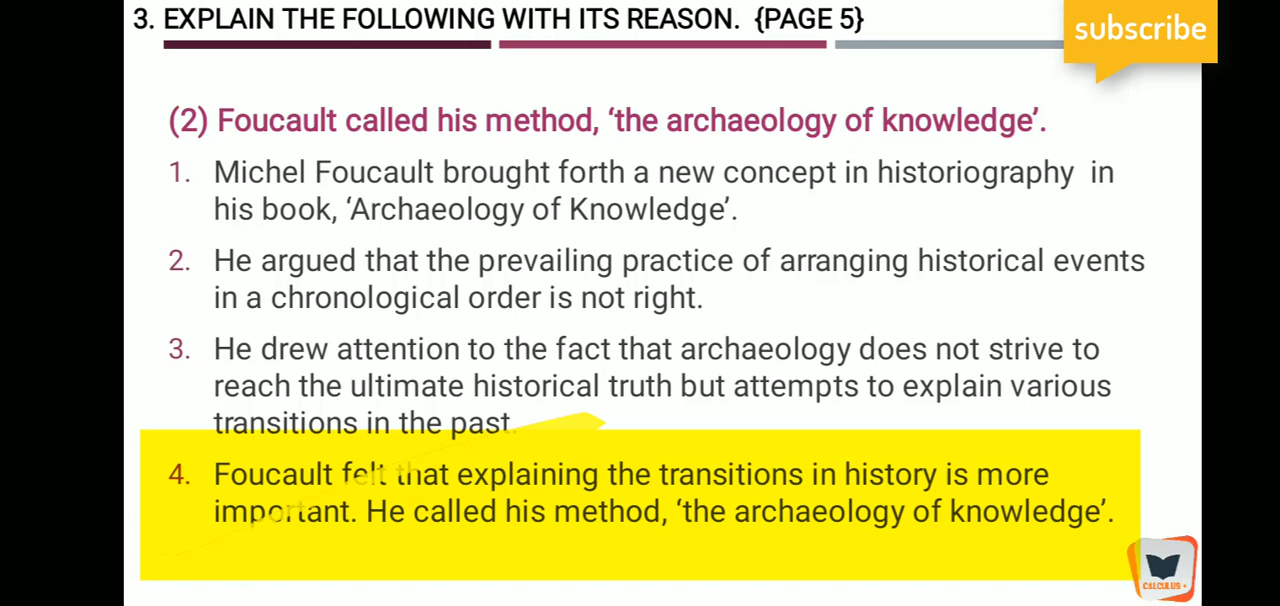 3. EXPLAIN THE FOLLOWING WITH ITS REASON. {PAGE 5}
subscribe
(2) Foucault called his method, ‘the archaeology of knowledge’.
1. Michel Foucault brought forth a new concept in historiography in
his book, ‘Archaeology of Knowledge’.
2. He argued that the prevailing practice of arranging historical events
in a chronological order is not right.
3. He drew attention to the fact that archaeology does not strive to
reach the ultimate historical truth but attempts to explain various
transitions in the past.
4. Foucault felt that explaining the transitions in history is more
important. He called his method, ‘the archaeology of knowledge’.
CALCULUS +